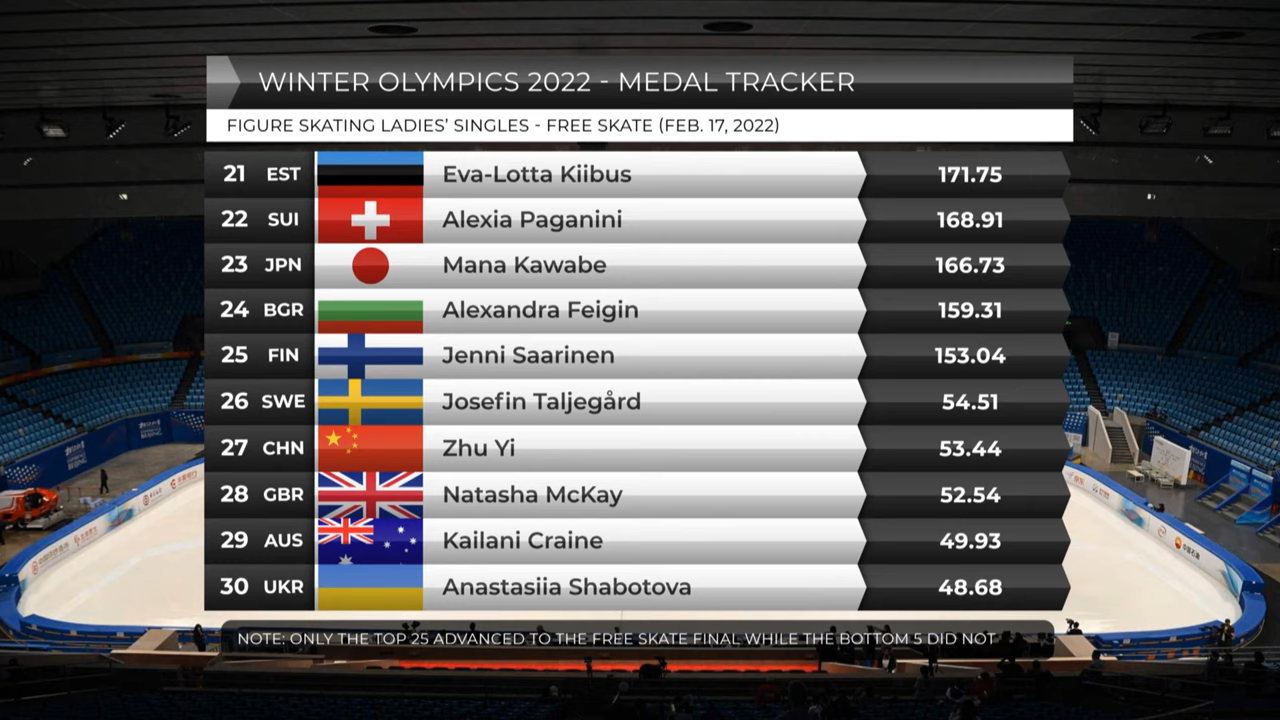 WINTER OLYMPICS 2022 - MEDAL TRACKER
FIGURE SKATING LADIES' SINGLES - FREE SKATE (FEB. 17, 2022)
21 EST Eva-Lotta Kiibus 171.75
22 SUI Alexia Paganini 168.91
23 JPN Mana Kawabe 166.73
24 BGR Alexandra Feigin 159.31
25 FIN Jenni Saarinen 153.04
26 SWE Josefin Taljegård 54.51
27 CHN Zhu Yi 53.44
28 GBR Natasha McKay 52.54
29 AUS Kailani Craine 49.93
30 UKR Anastasiia Shabotova 48.68
NOTE: ONLY THE TOP 25 ADVANCED TO THE FREE SKATE FINAL WHILE THE BOTTOM 5 DID NOT